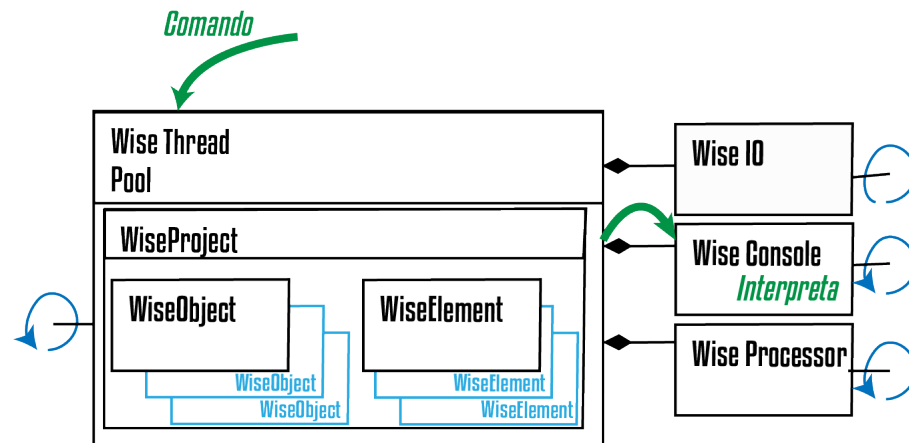 Comando
Wise Thread
Pool
Wise IO
WiseProject
Wise Console
Interpreta
WiseObject
WiseElement
Wise Processor
WiseObject
WiseElement
WiseObject
WiseElement